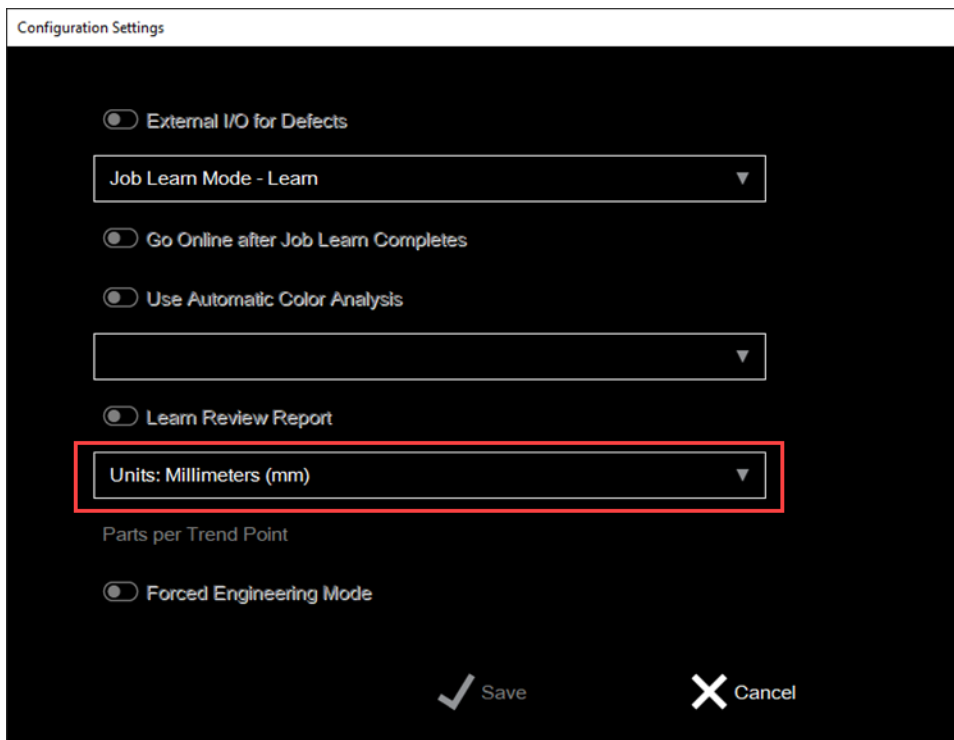 Configuration Settings
External I/O for Defects
Job Learn Mode - Learn
Go Online after Job Learn Completes
Use Automatic Color Analysis
Learn Review Report
Units: Millimeters (mm)
Parts per Trend Point
Forced Engineering Mode
Save
Cancel